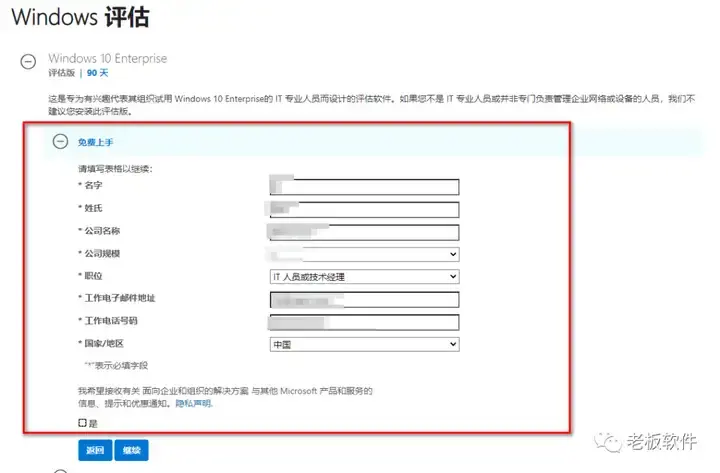 Windows 评估
Windows 10 Enterprise
评估版 | 90 天
这是专为有兴趣代表其组织试用 Windows 10 Enterprise的 IT 专业人员而设计的评估软件。如果您不是 IT 专业人员或并非专门负责管理企业网络或设备的人员，我们不
建议您安装此评估版。
免费上手
请填写表格以继续：
* 名字
* 姓氏
* 公司名称
* 公司规模
* 职位 IT 人员或技术经理
* 工作电子邮件地址
* 工作电话号码
* 国家/地区 中国
"*"表示必填字段
我希望接收有关 面向企业和组织的解决方案 与其他 Microsoft 产品和服务的
信息、提示和优惠通知。隐私声明.
是
返回 继续
老板软件